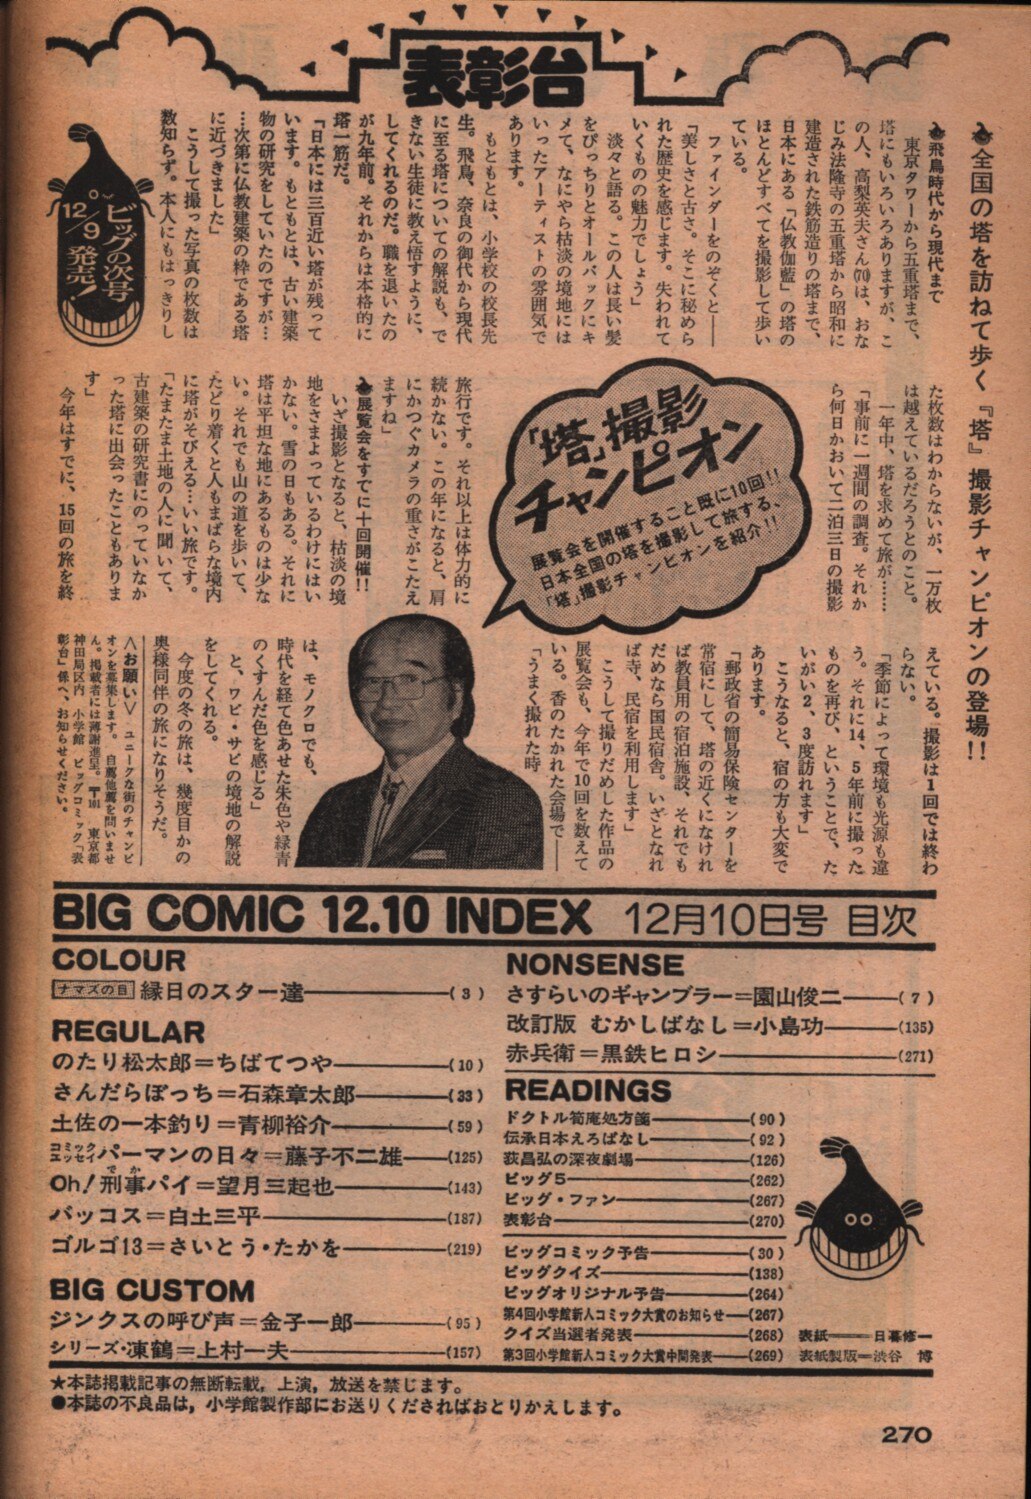 表彰台
全国の塔を訪ねて歩く『塔』撮影チャンピオンの登場!!
飛鳥時代から現代まで
東京タワーから五重塔まで、
塔にもいろいろありますが、こ
の人、高梨英夫さん(70)は、おな
じみ法隆寺の五重塔から昭和に
建造された鉄筋造りの塔まで、
日本にある「仏教伽藍」の塔の
ほとんどすべてを撮影して歩い
ている。
ファインダーをのぞくと――
「美しさと古さ。そこに秘めら
れた歴史を感じます。失われて
いくものの魅力でしょう」
淡々と語る。この人は長い髪
をぴっちりとオールバックにキ
メて、なにやら枯淡の境地には
いったアーティストの雰囲気で
あります。
もともとは、小学校の校長先
生。飛鳥、奈良の御代から現代
に至る塔についての解説も、で
きない生徒に教え悟すように、
してくれるのだ。職を退いたの
が九年前。それからは本格的に
塔一筋だ。
「日本には三百近い塔が残って
います。もともとは、古い建築
物の研究をしていたのですが…
…次第に仏教建築の枠である塔
に近づきました」
こうして撮った写真の枚数は
数知らず。本人にもはっきりし
ビッグの次号
12/9発売!
た枚数はわからないが、一万枚
は越えているだろうとのこと。
一年中、塔を求めて旅が……
「事前に一週間の調査。それか
ら何日かおいて二泊三日の撮影
「塔」撮影
チャンピオン
展覧会を開催すること既に10回!!
日本全国の塔を撮影して旅する、
「塔」撮影チャンピオンを紹介!!
旅行です。それ以上は体力的に
続かない。この年になると、肩
にかつぐカメラの重さがこたえ
ますね」
展覧会をすでに十回開催!!
いざ撮影となると、枯淡の境
地をさまよっているわけにはい
かない。雪の日もある。それに
塔は平坦な地にあるものは少な
い。それでも山の道を歩いて、
たどり着くと人もまばらな境内
に塔がそびえる…いい旅です。
「たまたま土地の人に聞いて、
古建築の研究書にのっていなか
った塔に出会ったこともありま
す」
今年はすでに、15回の旅を終
えている。撮影は1回では終わ
らない。
「季節によって環境も光源も違
う。それに14、5年前に撮った
ものを再び、ということで、た
いがい2、3度訪れます」
こうなると、宿の方も大変で
あります。
「郵政省の簡易保険センターを
常宿にして、塔の近くになけれ
ば教員用の宿泊施設、それでも
だめなら国民宿舎。いざとなれ
ば寺、民宿を利用します」
こうして撮りだめした作品の
展覧会も、今年で10回を数えて
いる。香のたかれた会場で――
「うまく撮れた時
は、モノクロでも、
時代を経て色あせた朱色や緑青
のくすんだ色を感じる」
と、ワビ・サビの境地の解説
をしてくれる。
今度の冬の旅は、幾度目かの
奥様同伴の旅になりそうだ。
〈お願い〉 ユニークな街のチャンピ
オンを募集します。自薦他薦を問いませ
ん。掲載者には薄謝進呈。〒101 東京都
神田局区内 小学館 ビッグコミック「表
彰台」係へ、お知らせください。
BIG COMIC 12.10 INDEX 12月10日号 目次
COLOUR
ナマズの目 縁日のスター達――(3)
REGULAR
のたり松太郎＝ちばてつや――(10)
さんだらぼっち＝石森章太郎――(33)
土佐の一本釣り＝青柳裕介――(59)
コミックエッセイ パーマンの日々＝藤子不二雄――(125)
でか
Oh!刑事パイ＝望月三起也――(143)
バッコス＝白土三平――(187)
ゴルゴ13＝さいとう・たかを――(219)
BIG CUSTOM
ジンクスの呼び声＝金子一郎――(95)
シリーズ・凍鶴＝上村一夫――(157)
NONSENSE
さすらいのギャンブラー＝園山俊二――(7)
改訂版 むかしばなし＝小島功――(135)
赤兵衛＝黒鉄ヒロシ――(271)
READINGS
ドクトル筍庵処方箋――(90)
伝承日本えろばなし――(92)
荻昌弘の深夜劇場――(126)
ビッグ5――(262)
ビッグ・ファン――(267)
表彰台――(270)
ビッグコミック予告――(30)
ビッグクイズ――(138)
ビッグオリジナル予告――(264)
第4回小学館新人コミック大賞のお知らせ――(267)
クイズ当選者発表――(268)
第3回小学館新人コミック大賞中間発表――(269)
表紙――日暮修一
表紙製版＝渋谷 博
★本誌掲載記事の無断転載，上演，放送を禁じます。
●本誌の不良品は，小学館製作部にお送りくださればおとりかえします。
270